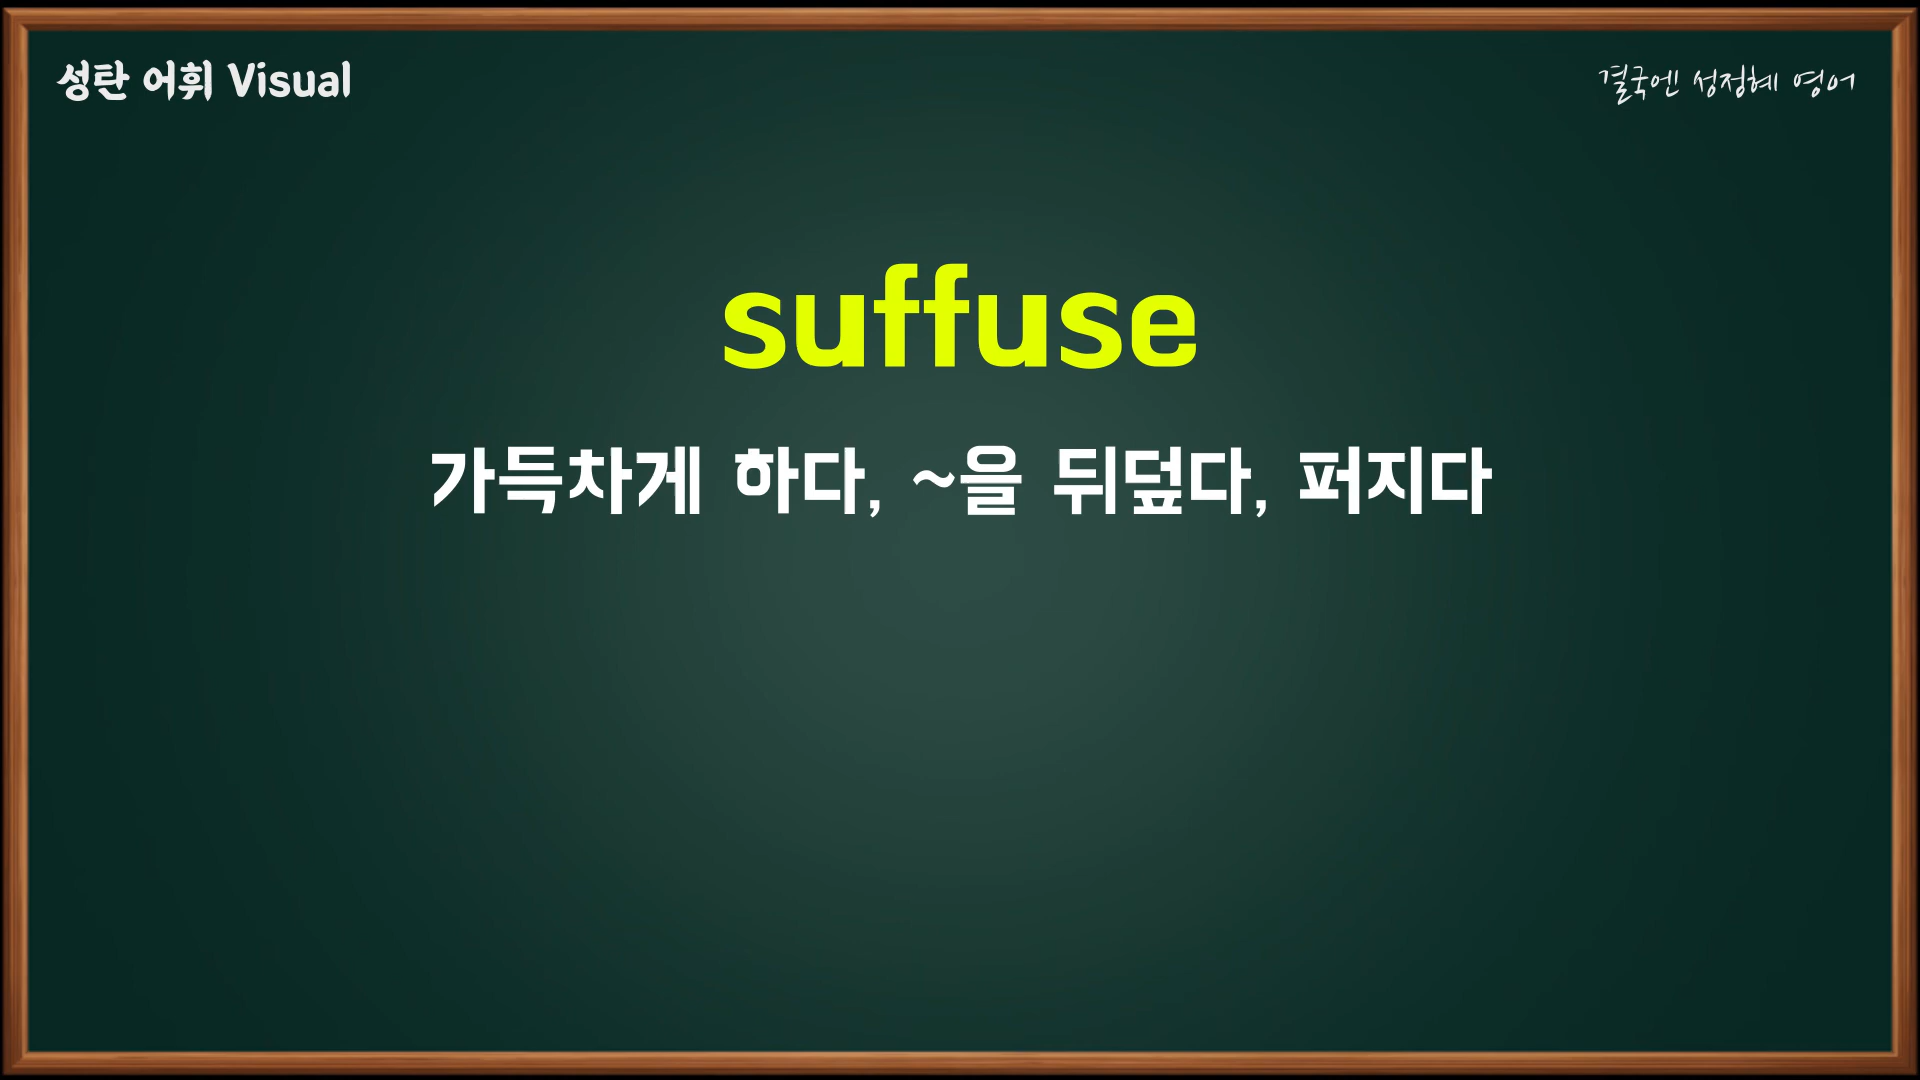 성탄 어휘 Visual
결국엔 성정혜 영어
suffuse
가득차게 하다, ~을 뒤덮다, 퍼지다